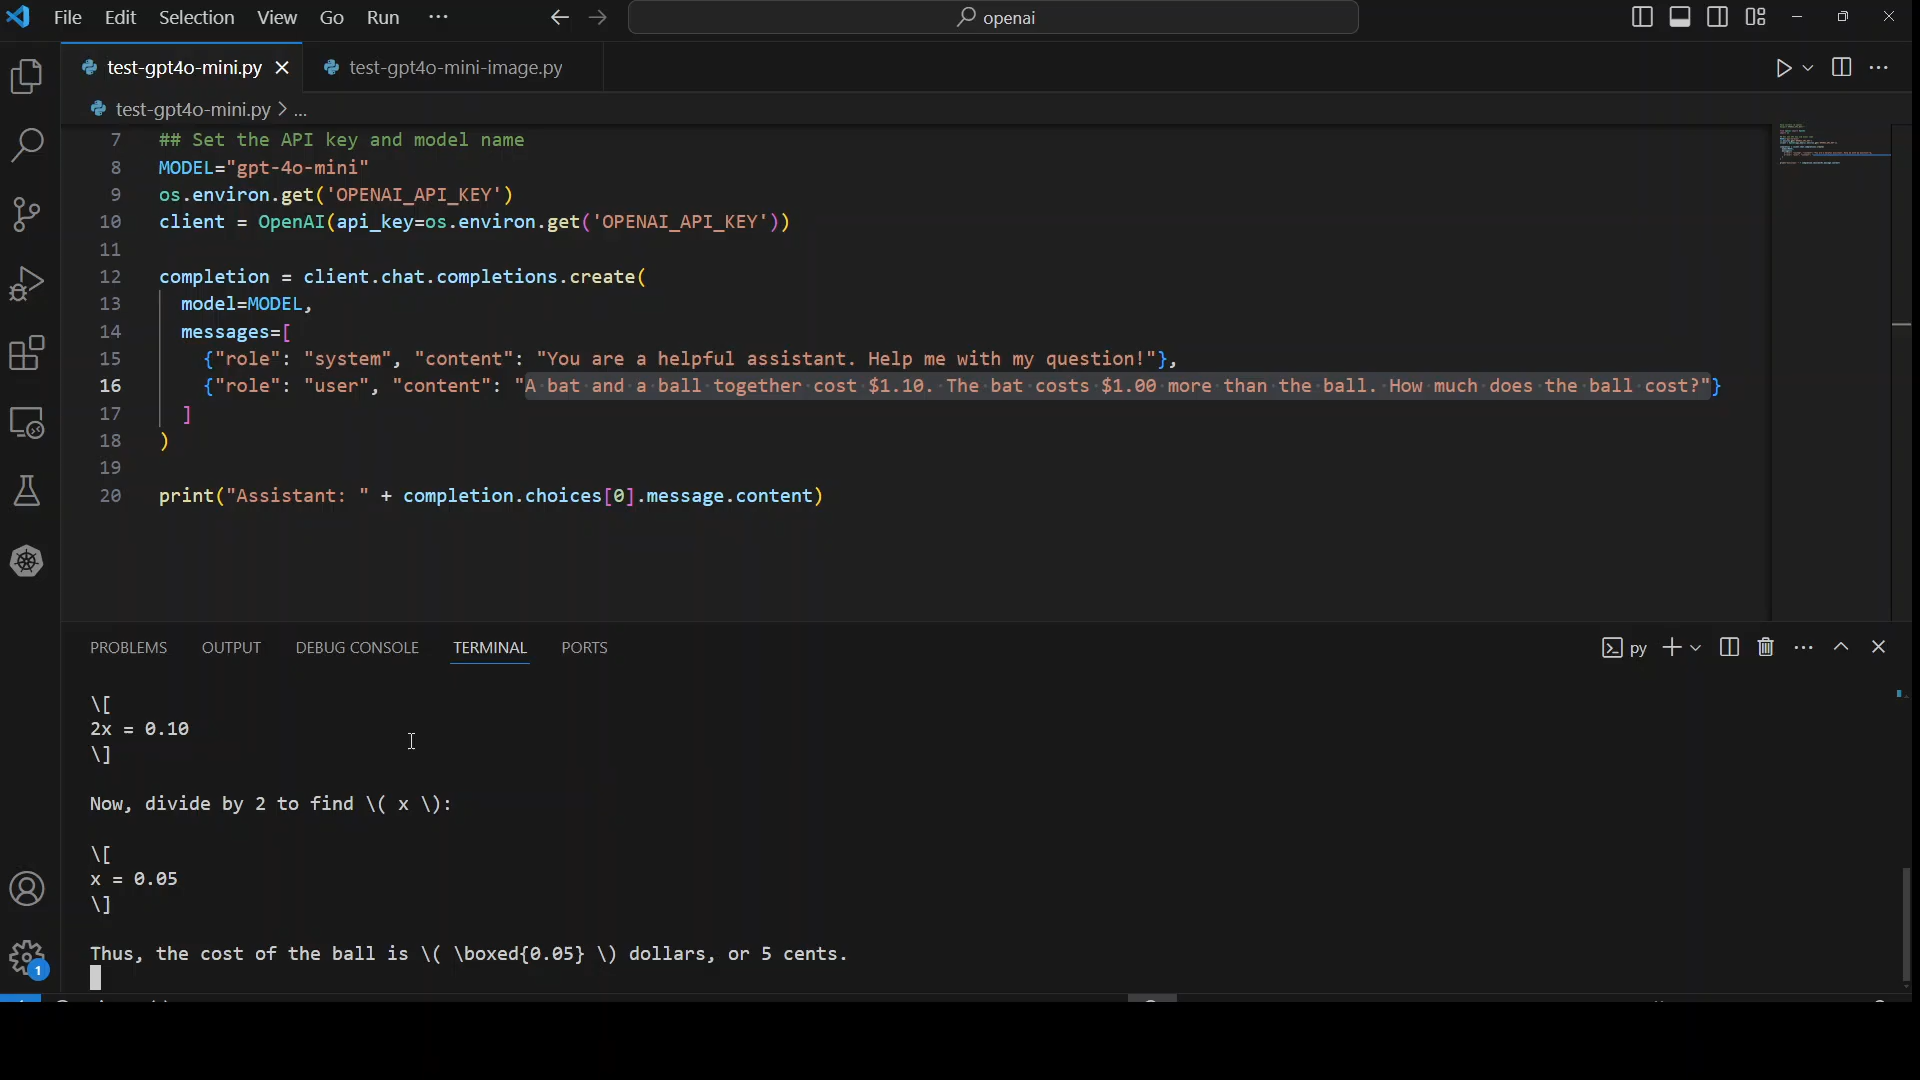 File Edit Selection View Go Run ··· openai
test-gpt4o-mini.py test-gpt4o-mini-image.py
test-gpt4o-mini.py > ...
7 ## Set the API key and model name
8 MODEL="gpt-4o-mini"
9 os.environ.get('OPENAI_API_KEY')
10 client = OpenAI(api_key=os.environ.get('OPENAI_API_KEY'))
11
12 completion = client.chat.completions.create(
13 model=MODEL,
14 messages=[
15 {"role": "system", "content": "You are a helpful assistant. Help me with my question!"},
16 {"role": "user", "content": "A bat and a ball together cost $1.10. The bat costs $1.00 more than the ball. How much does the ball cost?"}
17 ]
18 )
19
20 print("Assistant: " + completion.choices[0].message.content)
PROBLEMS OUTPUT DEBUG CONSOLE TERMINAL PORTS py
\[
2x = 0.10
\]
Now, divide by 2 to find \( x \):
\[
x = 0.05
\]
Thus, the cost of the ball is \( \boxed{0.05} \) dollars, or 5 cents.
1